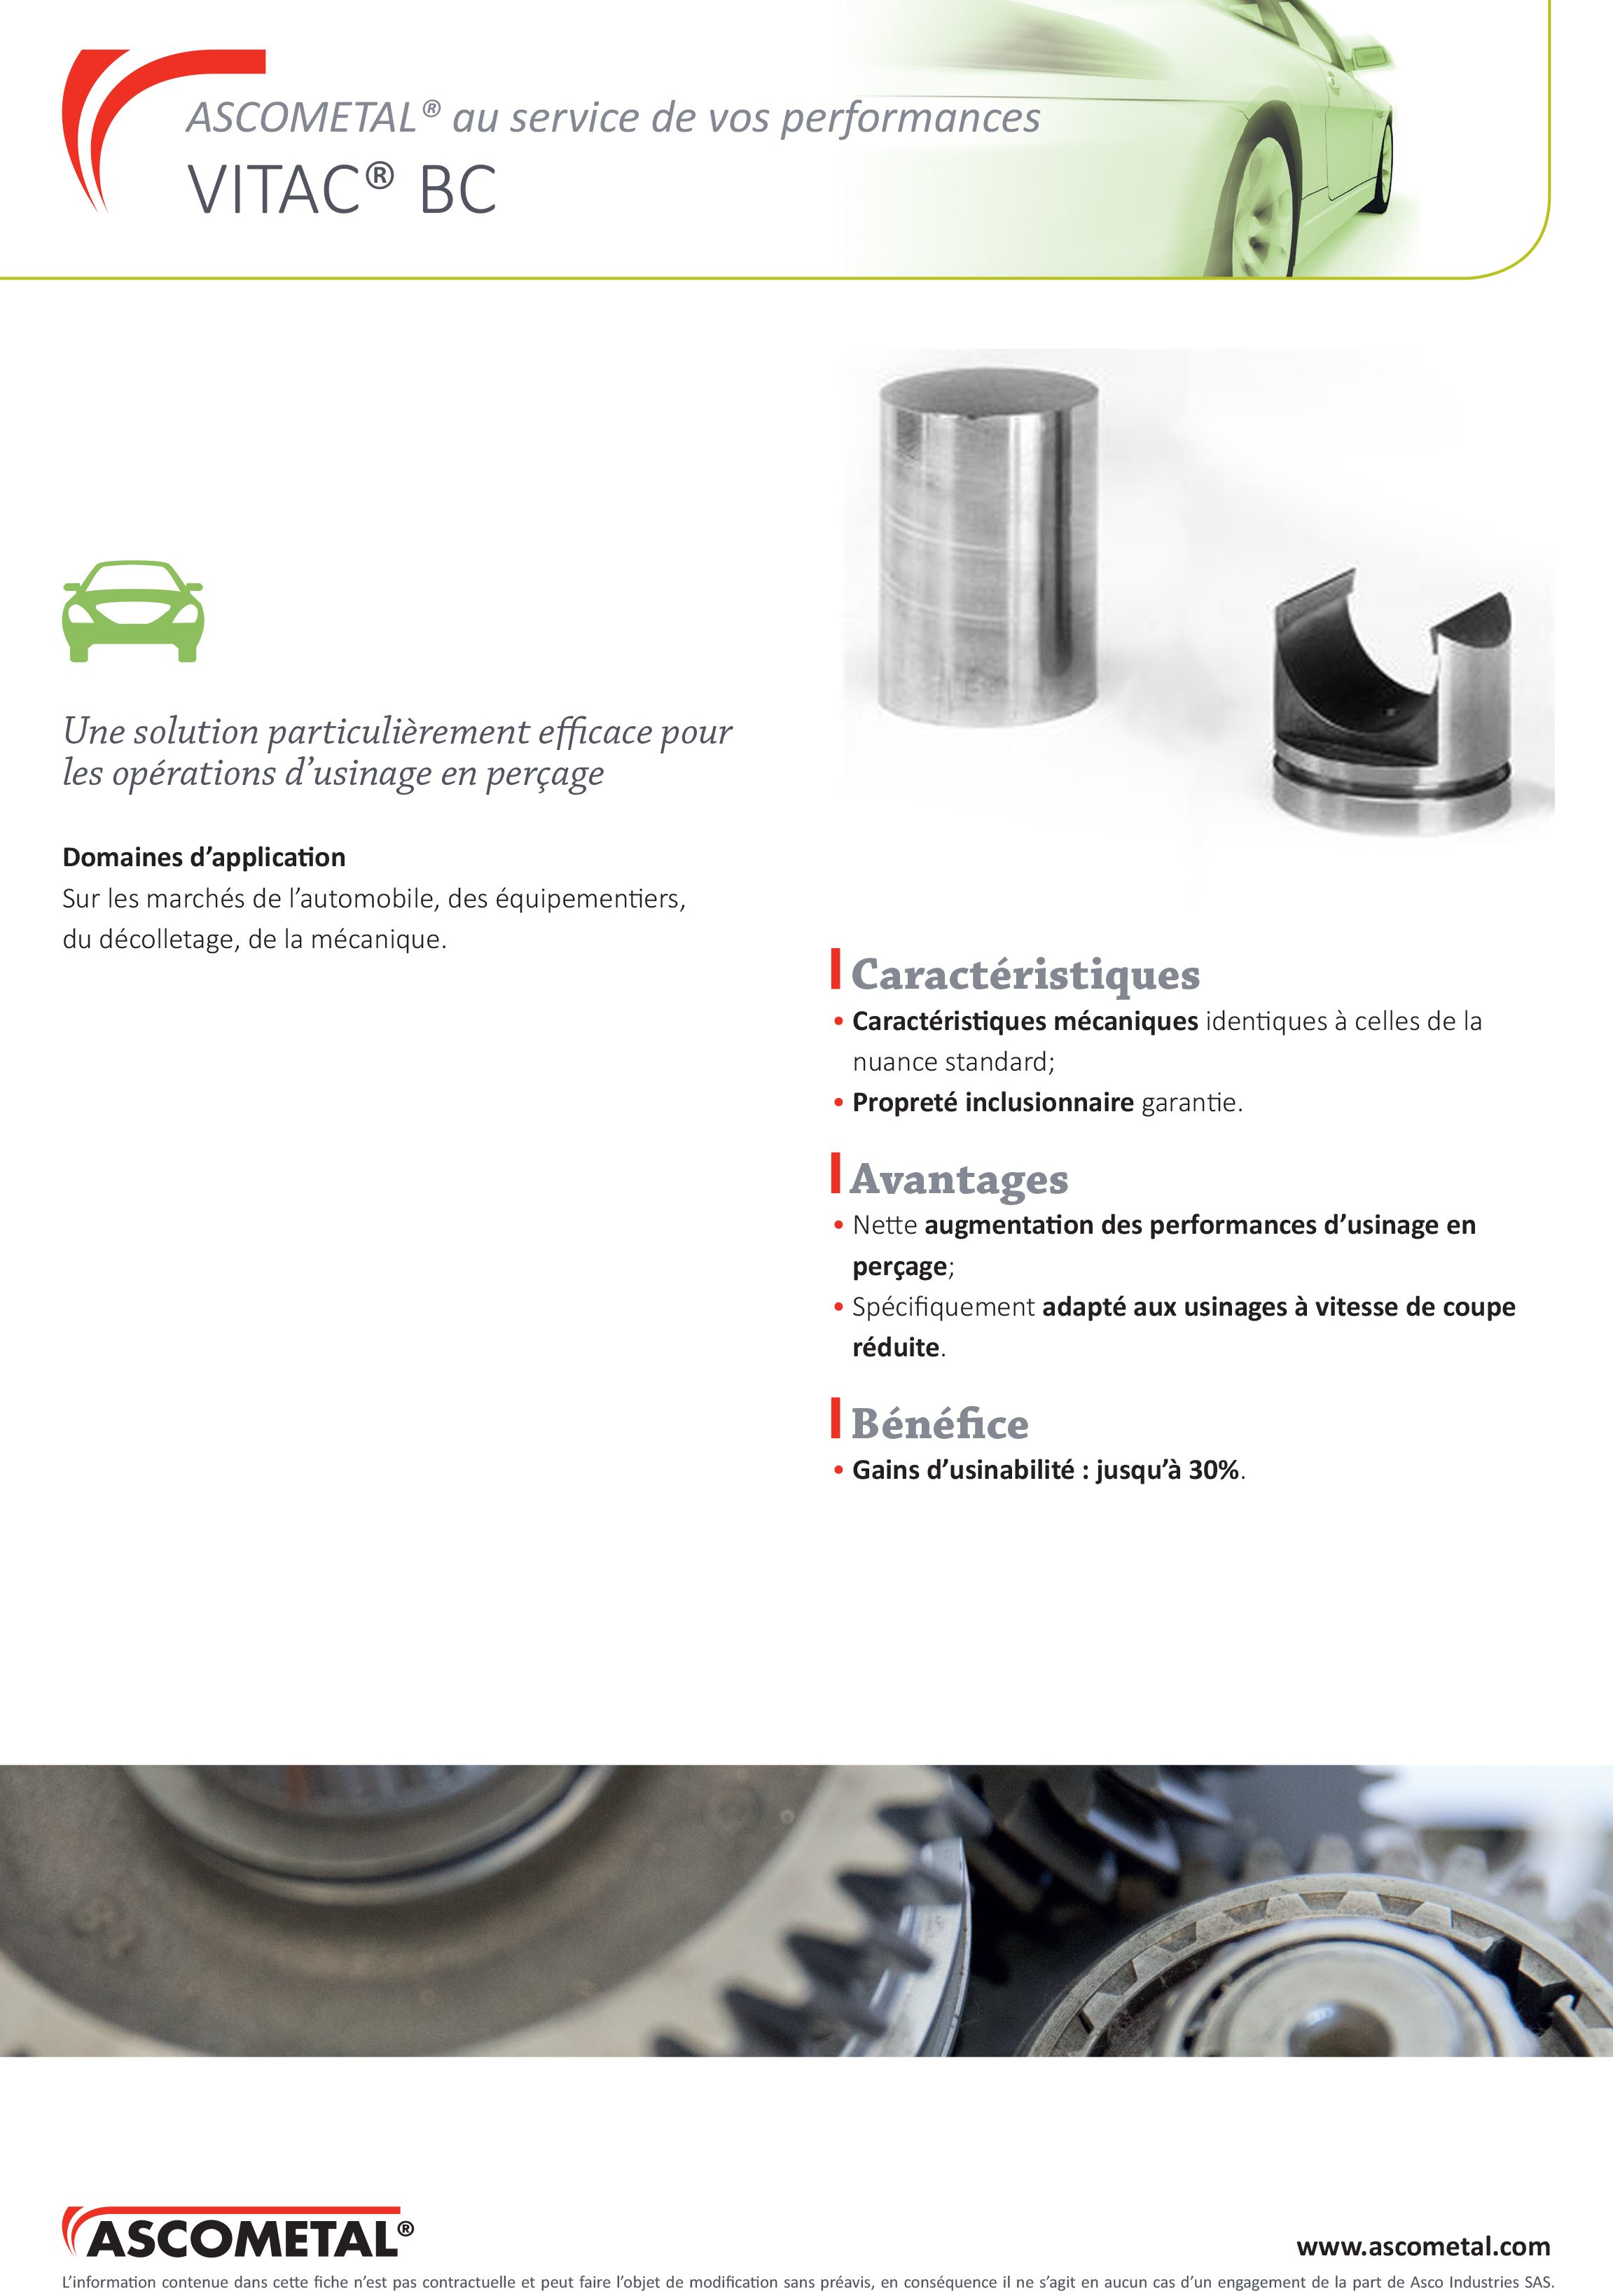 ASCOMETAL® au service de vos performances
VITAC® BC
Une solution particulièrement efficace pour
les opérations d’usinage en perçage
Domaines d’application
Sur les marchés de l’automobile, des équipementiers,
du décolletage, de la mécanique.
Caractéristiques
• Caractéristiques mécaniques identiques à celles de la
nuance standard;
• Propreté inclusionnaire garantie.
Avantages
• Nette augmentation des performances d’usinage en
perçage;
• Spécifiquement adapté aux usinages à vitesse de coupe
réduite.
Bénéfice
• Gains d’usinabilité : jusqu’à 30%.
ASCOMETAL®
www.ascometal.com
L’information contenue dans cette fiche n’est pas contractuelle et peut faire l’objet de modification sans préavis, en conséquence il ne s’agit en aucun cas d’un engagement de la part de Asco Industries SAS.